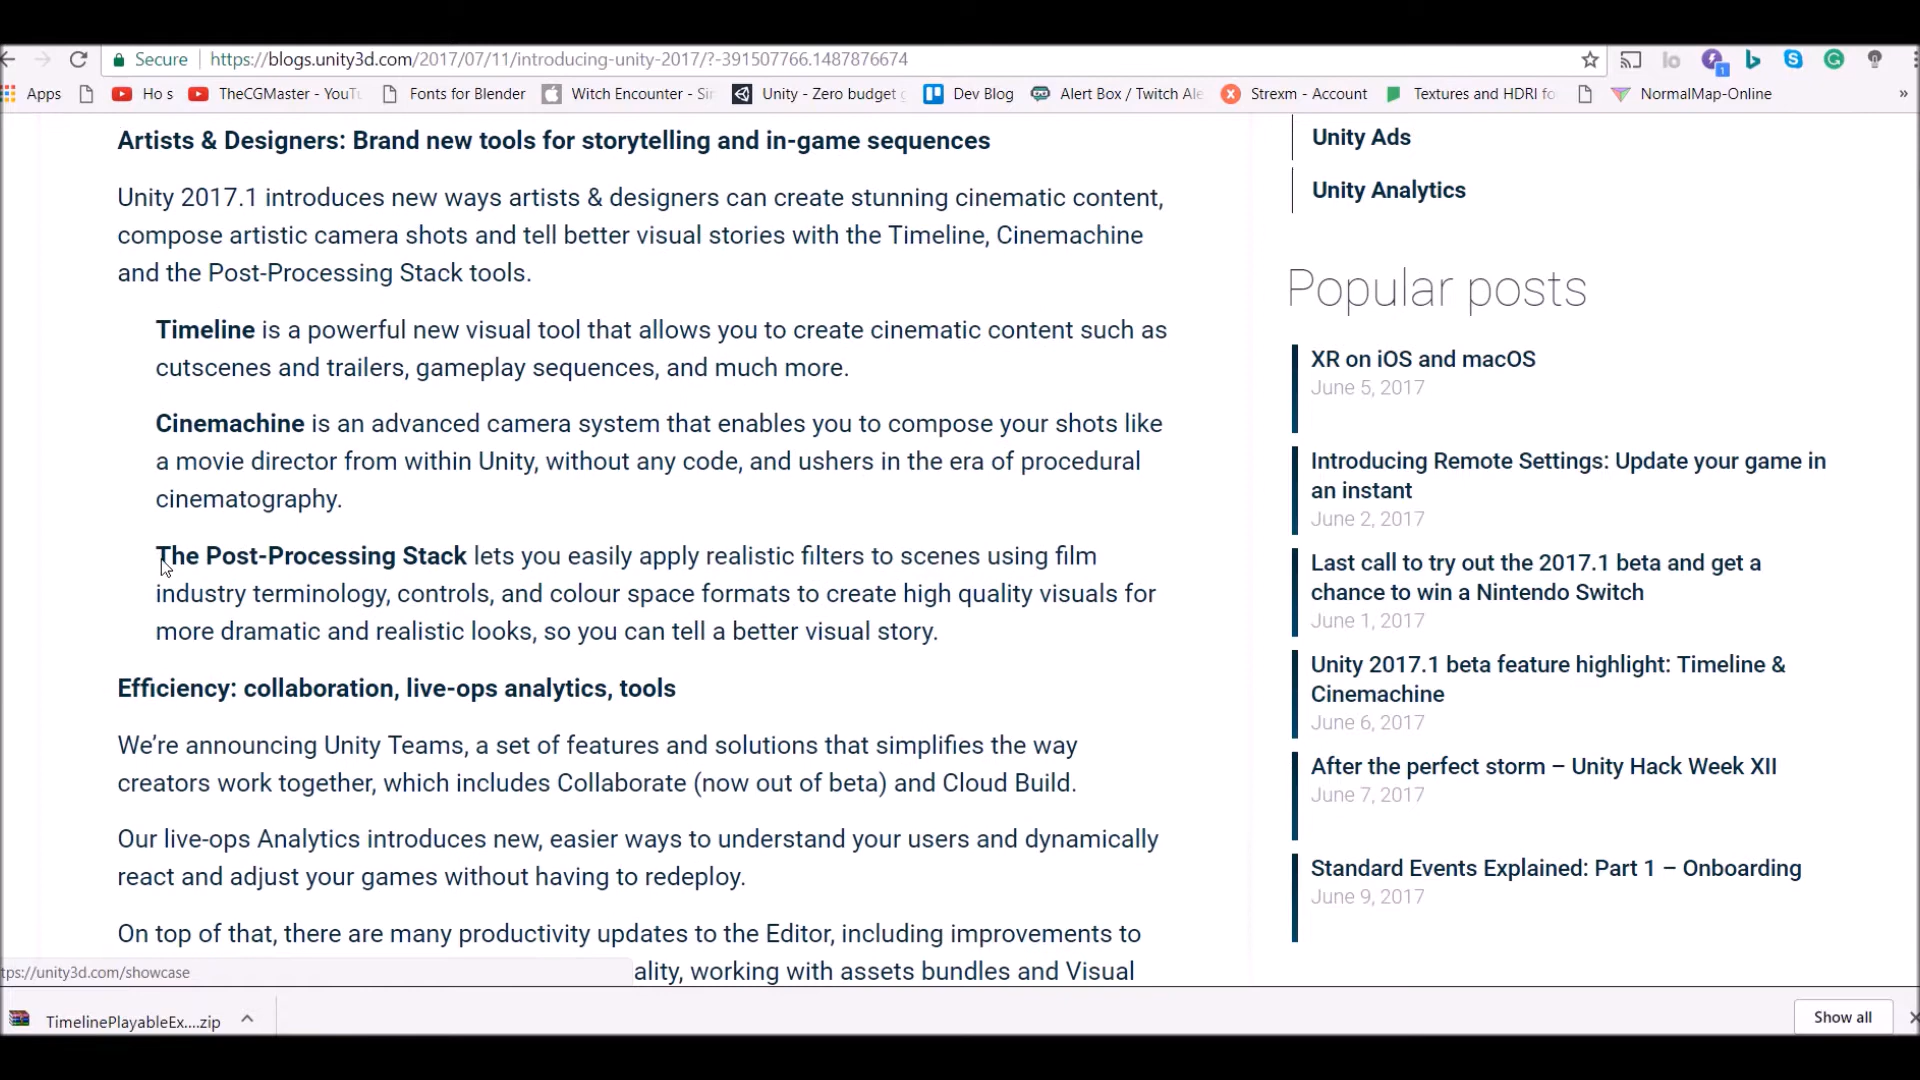 Secure https://blogs.unity3d.com/2017/07/11/introducing-unity-2017/?-391507766.1487876674
1
Apps Ho s TheCGMaster - YouTu Fonts for Blender Witch Encounter - Sin Unity - Zero budget g Dev Blog Alert Box / Twitch Ale Strexm - Account Textures and HDRI fo NormalMap-Online »
Artists & Designers: Brand new tools for storytelling and in-game sequences
Unity 2017.1 introduces new ways artists & designers can create stunning cinematic content,
compose artistic camera shots and tell better visual stories with the Timeline, Cinemachine
and the Post-Processing Stack tools.
Timeline is a powerful new visual tool that allows you to create cinematic content such as
cutscenes and trailers, gameplay sequences, and much more.
Cinemachine is an advanced camera system that enables you to compose your shots like
a movie director from within Unity, without any code, and ushers in the era of procedural
cinematography.
The Post-Processing Stack lets you easily apply realistic filters to scenes using film
industry terminology, controls, and colour space formats to create high quality visuals for
more dramatic and realistic looks, so you can tell a better visual story.
Efficiency: collaboration, live-ops analytics, tools
We’re announcing Unity Teams, a set of features and solutions that simplifies the way
creators work together, which includes Collaborate (now out of beta) and Cloud Build.
Our live-ops Analytics introduces new, easier ways to understand your users and dynamically
react and adjust your games without having to redeploy.
On top of that, there are many productivity updates to the Editor, including improvements to
ality, working with assets bundles and Visual
Unity Ads
Unity Analytics
Popular posts
XR on iOS and macOS
June 5, 2017
Introducing Remote Settings: Update your game in
an instant
June 2, 2017
Last call to try out the 2017.1 beta and get a
chance to win a Nintendo Switch
June 1, 2017
Unity 2017.1 beta feature highlight: Timeline &
Cinemachine
June 6, 2017
After the perfect storm – Unity Hack Week XII
June 7, 2017
Standard Events Explained: Part 1 – Onboarding
June 9, 2017
tps://unity3d.com/showcase
TimelinePlayableEx....zip
Show all